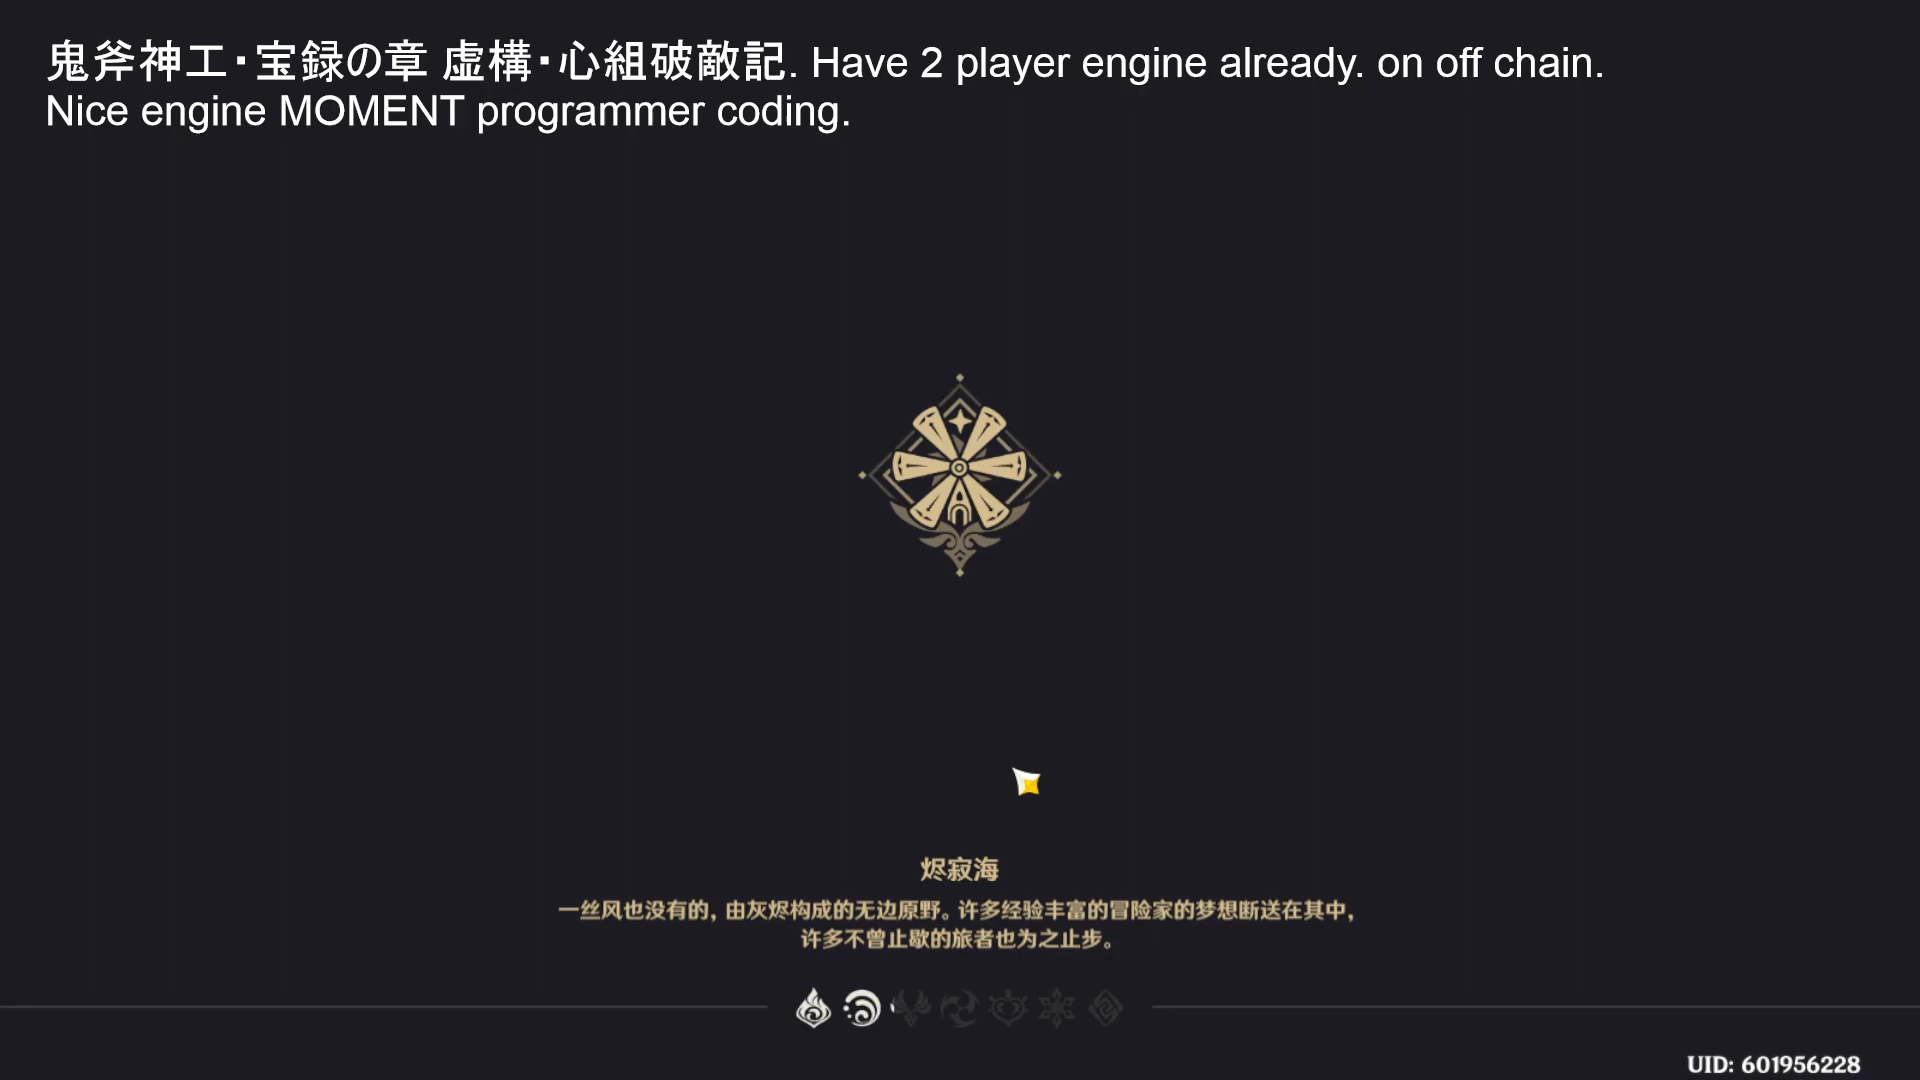 鬼斧神工·宝録の章 虚構·心組破敵記. Have 2 player engine already. on off chain.
Nice engine MOMENT programmer coding.
烬寂海
一丝风也没有的，由灰烬构成的无边原野。许多经验丰富的冒险家的梦想断送在其中，
许多不曾止歇的旅者也为之止步。
UID: 601956228